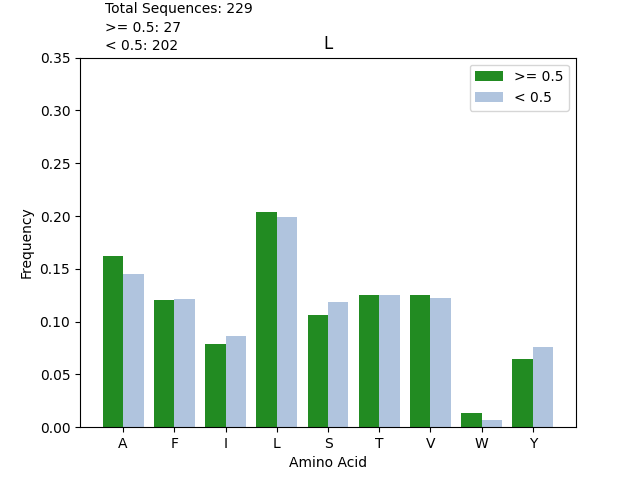 Total Sequences: 229
>= 0.5: 27
< 0.5: 202
L
>= 0.5
< 0.5
0.35
0.30
0.25
0.20
0.15
0.10
0.05
0.00
Frequency
A F I L S T V W Y
Amino Acid